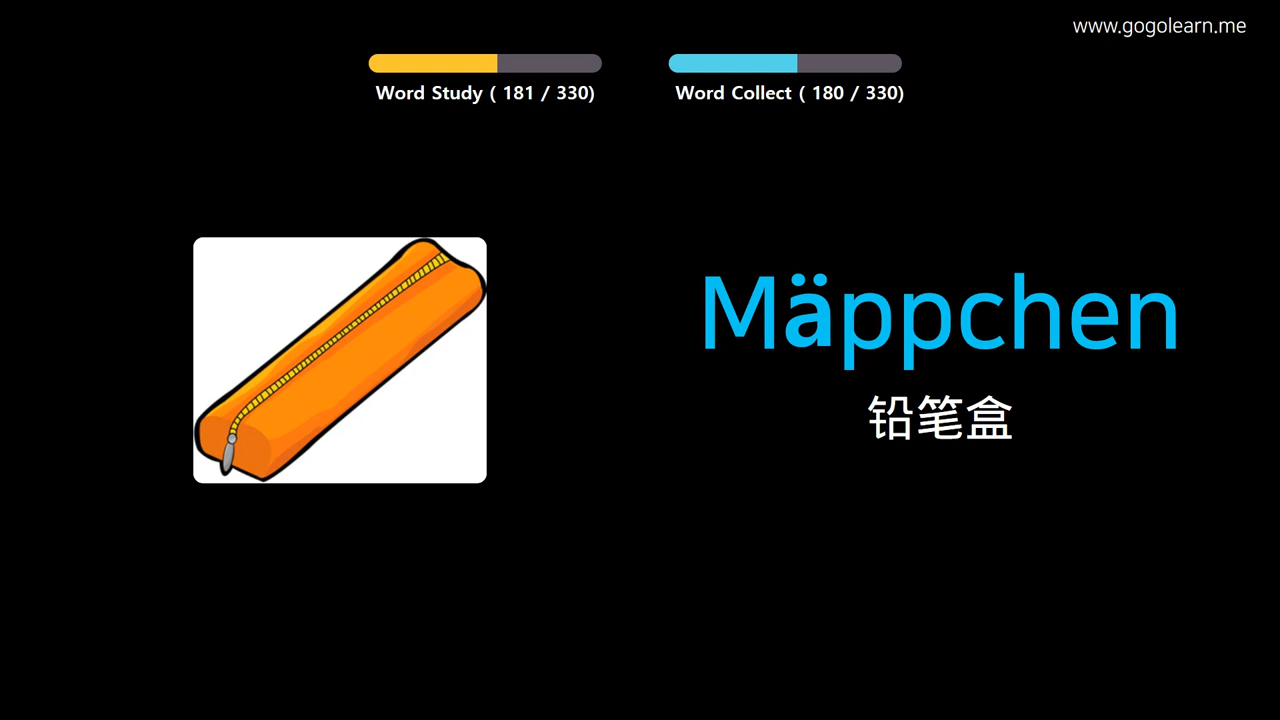 www.gogolearn.me
Word Study ( 181 / 330)
Word Collect ( 180 / 330)
Mäppchen
铅笔盒